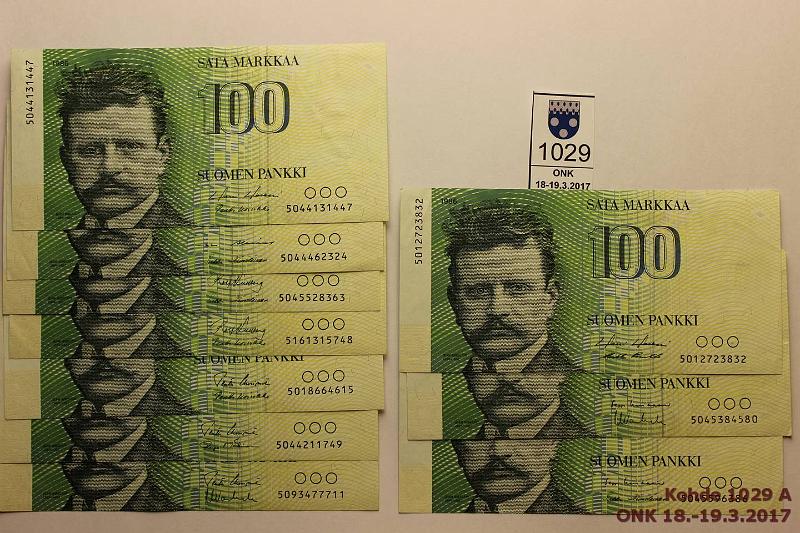 1986
SATA MARKKAA
100
5044131447
SUOMEN PANKKI
5044131447
5044462324
5045528363
5161315748
SUOMEN PANKKI
5018664615
5044211749
5093477711
1029
ONK
18-19.3.2017
1986
SATA MARKKAA
100
5012723832
SUOMEN PANKKI
5012723832
SUOMEN PANKKI
5045384580
SUOMEN PANKKI
Kohde 1029 A
ONK 18.-19.3.2017